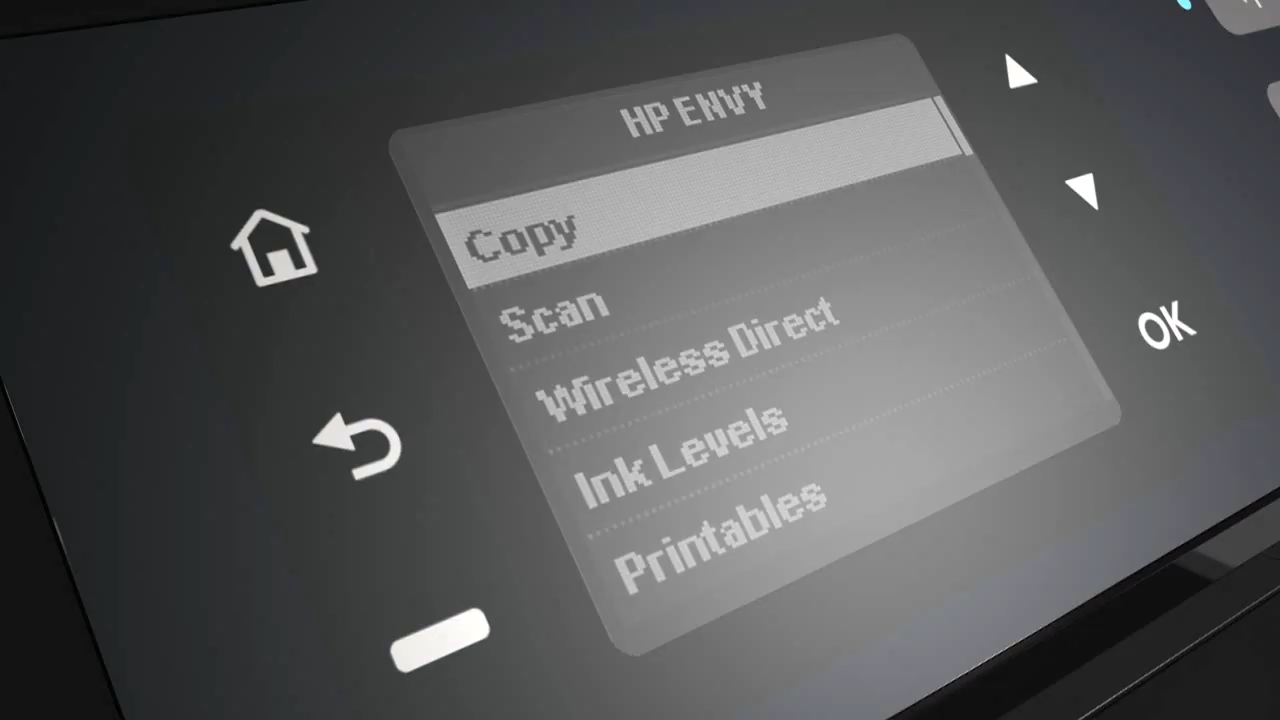 HP ENVY
Copy
Scan
Wireless Direct
Ink Levels
Printables
OK